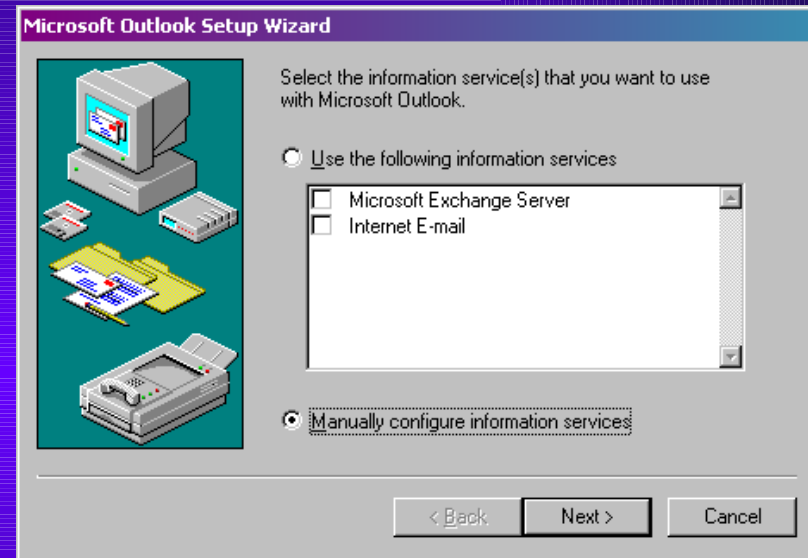 Microsoft Outlook Setup Wizard
Select the information service(s) that you want to use
with Microsoft Outlook.
Use the following information services
Microsoft Exchange Server
Internet E-mail
Manually configure information services
< Back
Next >
Cancel